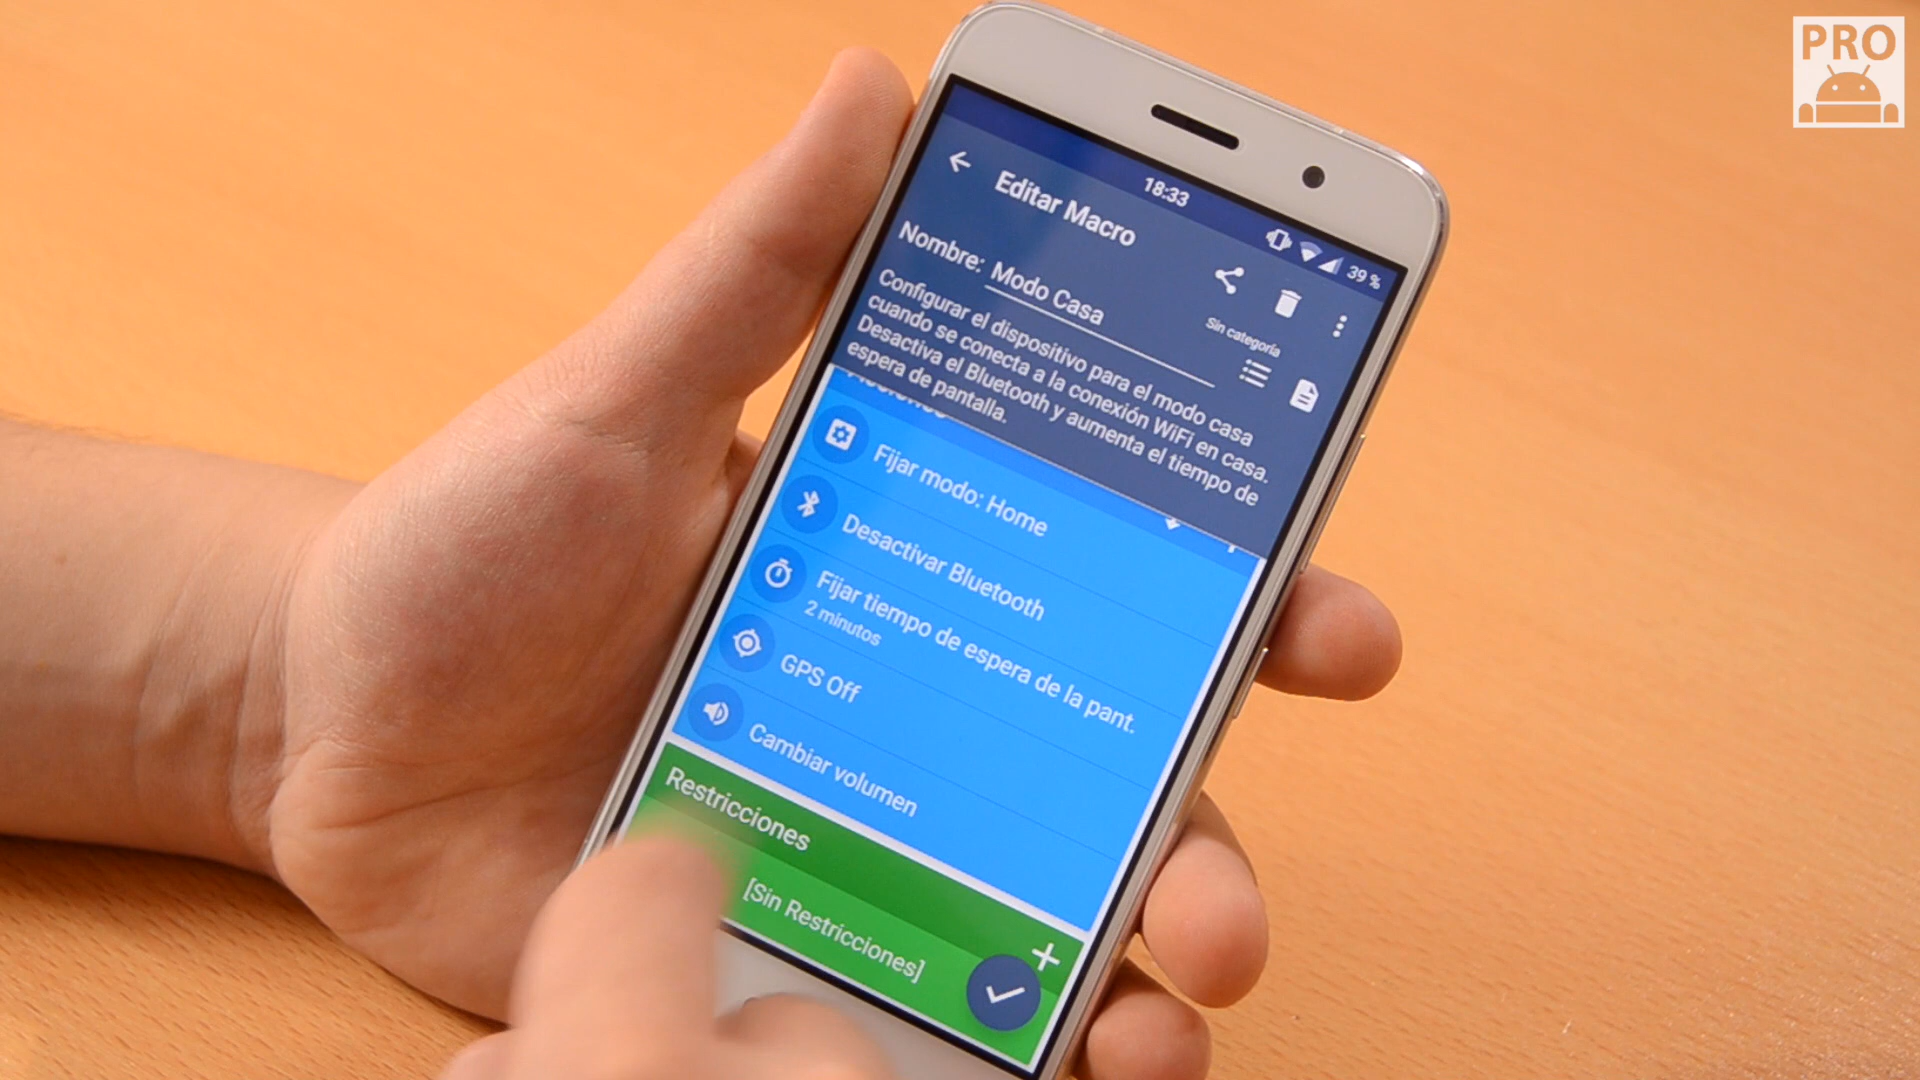 PRO
18:33
39 %
Editar Macro
Nombre: Modo Casa
Sin categoría
Configurar el dispositivo para el modo casa
cuando se conecta a la conexión WiFi en casa.
Desactiva el Bluetooth y aumenta el tiempo de
espera de pantalla.
Fijar modo: Home
Desactivar Bluetooth
Fijar tiempo de espera de la pant.
2 minutos
GPS Off
Cambiar volumen
Restricciones
[Sin Restricciones]